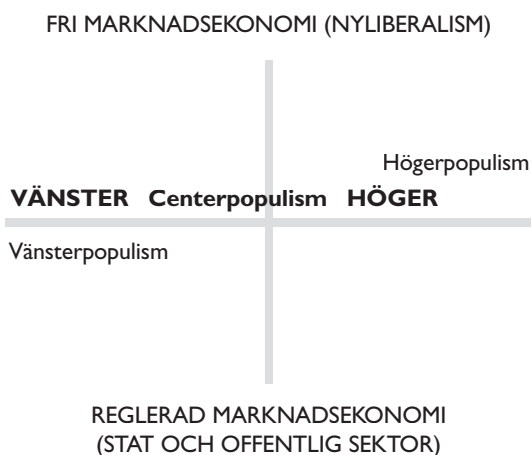 FRI MARKNADSEKONOMI (NYLIBERALISM)
Högerpopulism
VÄNSTER Centerpopulism HÖGER
Vänsterpopulism
REGLERAD MARKNADSEKONOMI
(STAT OCH OFFENTLIG SEKTOR)